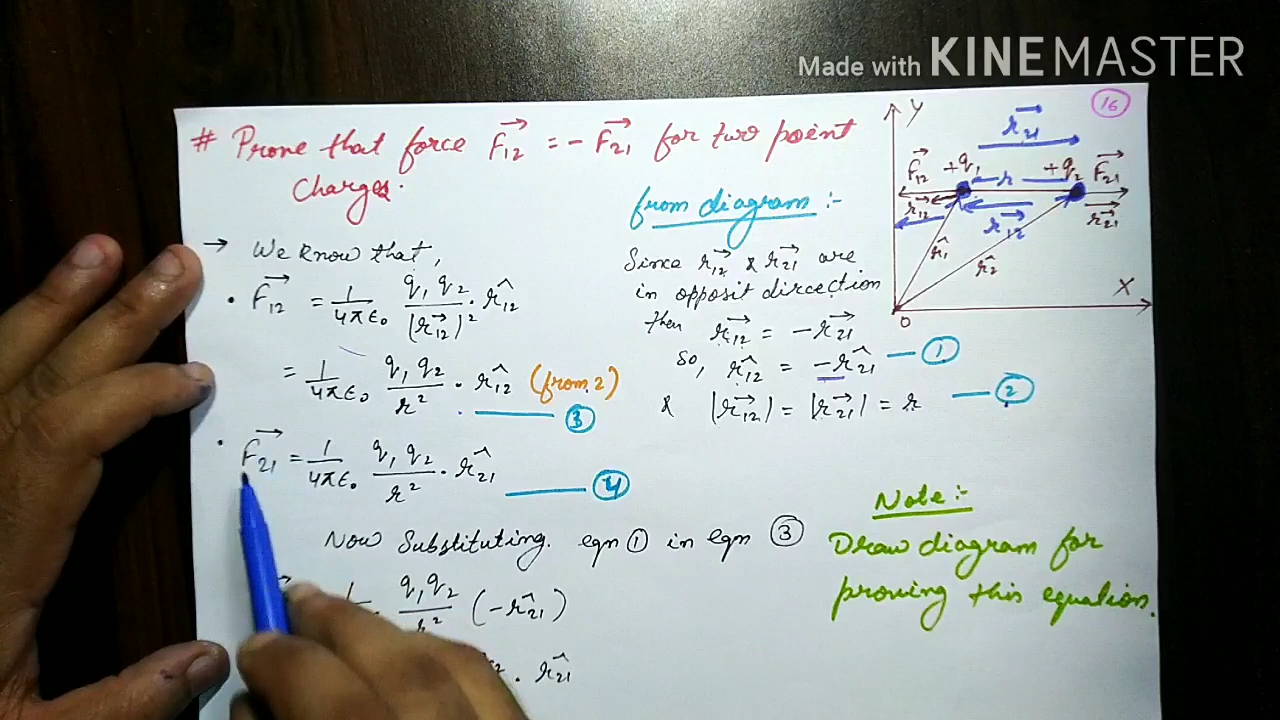 Made with KINEMASTER
16
# Prove that force F₁₂⃗ = - F₂₁⃗ for two point
charges.
→ We know that,
• F₁₂⃗ = 1/4πε₀ q₁q₂/|r₁₂⃗|² . r̂₁₂
= 1/4πε₀ q₁q₂/r² . r̂₁₂ (from 2) — ③
• F₂₁⃗ = 1/4πε₀ q₁q₂/r² . r̂₂₁ — ④
Now Substituting. eqn ① in eqn ③
q₁q₂/r² (-r̂₂₁)
. r̂₂₁
from diagram :-
Since r₁₂⃗ & r₂₁⃗ are
in opposit dircection
then r₁₂⃗ = -r₂₁⃗
so, r̂₁₂ = -r̂₂₁ — ①
& |r₁₂⃗| = |r₂₁⃗| = r — ②
Y
r₂₁⃗
F₁₂⃗ +q₁ r +q₂ F₂₁⃗
r₁₂⃗ r₁₂⃗ r₂₁⃗
r̂₁ r̂₂
X
O
Note :-
Draw diagram for
proving this equation.